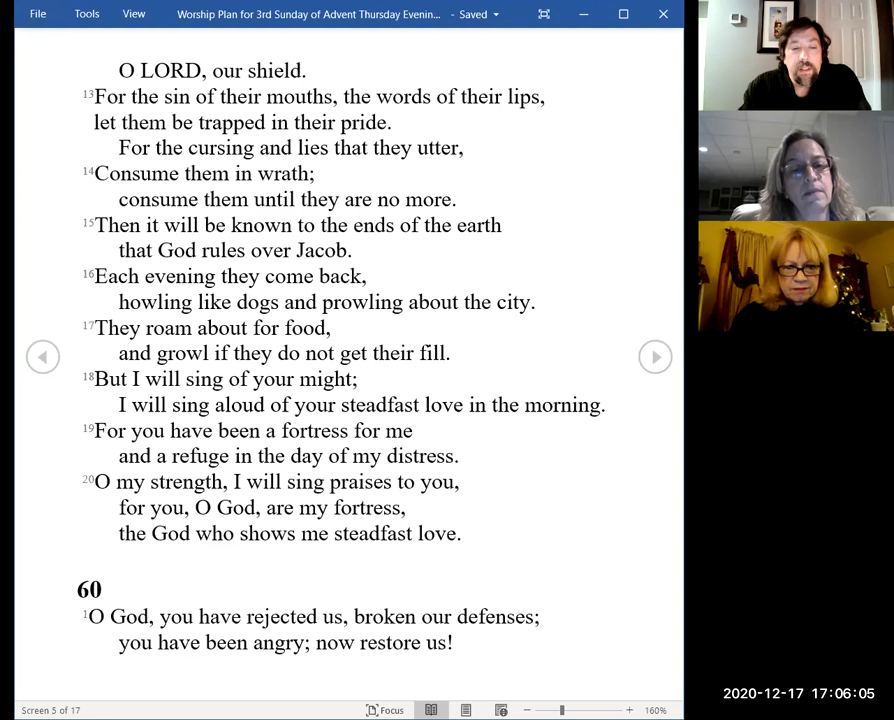 File Tools View Worship Plan for 3rd Sunday of Advent Thursday Evenin... - Saved
O LORD, our shield.
13For the sin of their mouths, the words of their lips,
let them be trapped in their pride.
For the cursing and lies that they utter,
14Consume them in wrath;
consume them until they are no more.
15Then it will be known to the ends of the earth
that God rules over Jacob.
16Each evening they come back,
howling like dogs and prowling about the city.
17They roam about for food,
and growl if they do not get their fill.
18But I will sing of your might;
I will sing aloud of your steadfast love in the morning.
19For you have been a fortress for me
and a refuge in the day of my distress.
20O my strength, I will sing praises to you,
for you, O God, are my fortress,
the God who shows me steadfast love.
60
1O God, you have rejected us, broken our defenses;
you have been angry; now restore us!
2020-12-17 17:06:05
Screen 5 of 17 Focus 160%